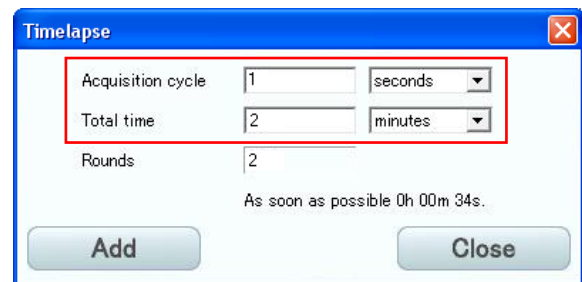 Timelapse
Acquisition cycle 1 seconds
Total time 2 minutes
Rounds 2
As soon as possible 0h 00m 34s.
Add Close